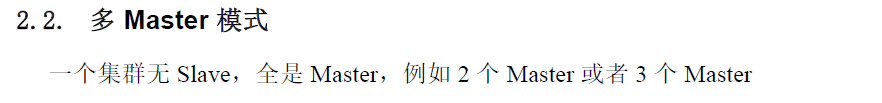 2.2. 多 Master 模式
一个集群无 Slave，全是 Master，例如 2 个 Master 或者 3 个 Master